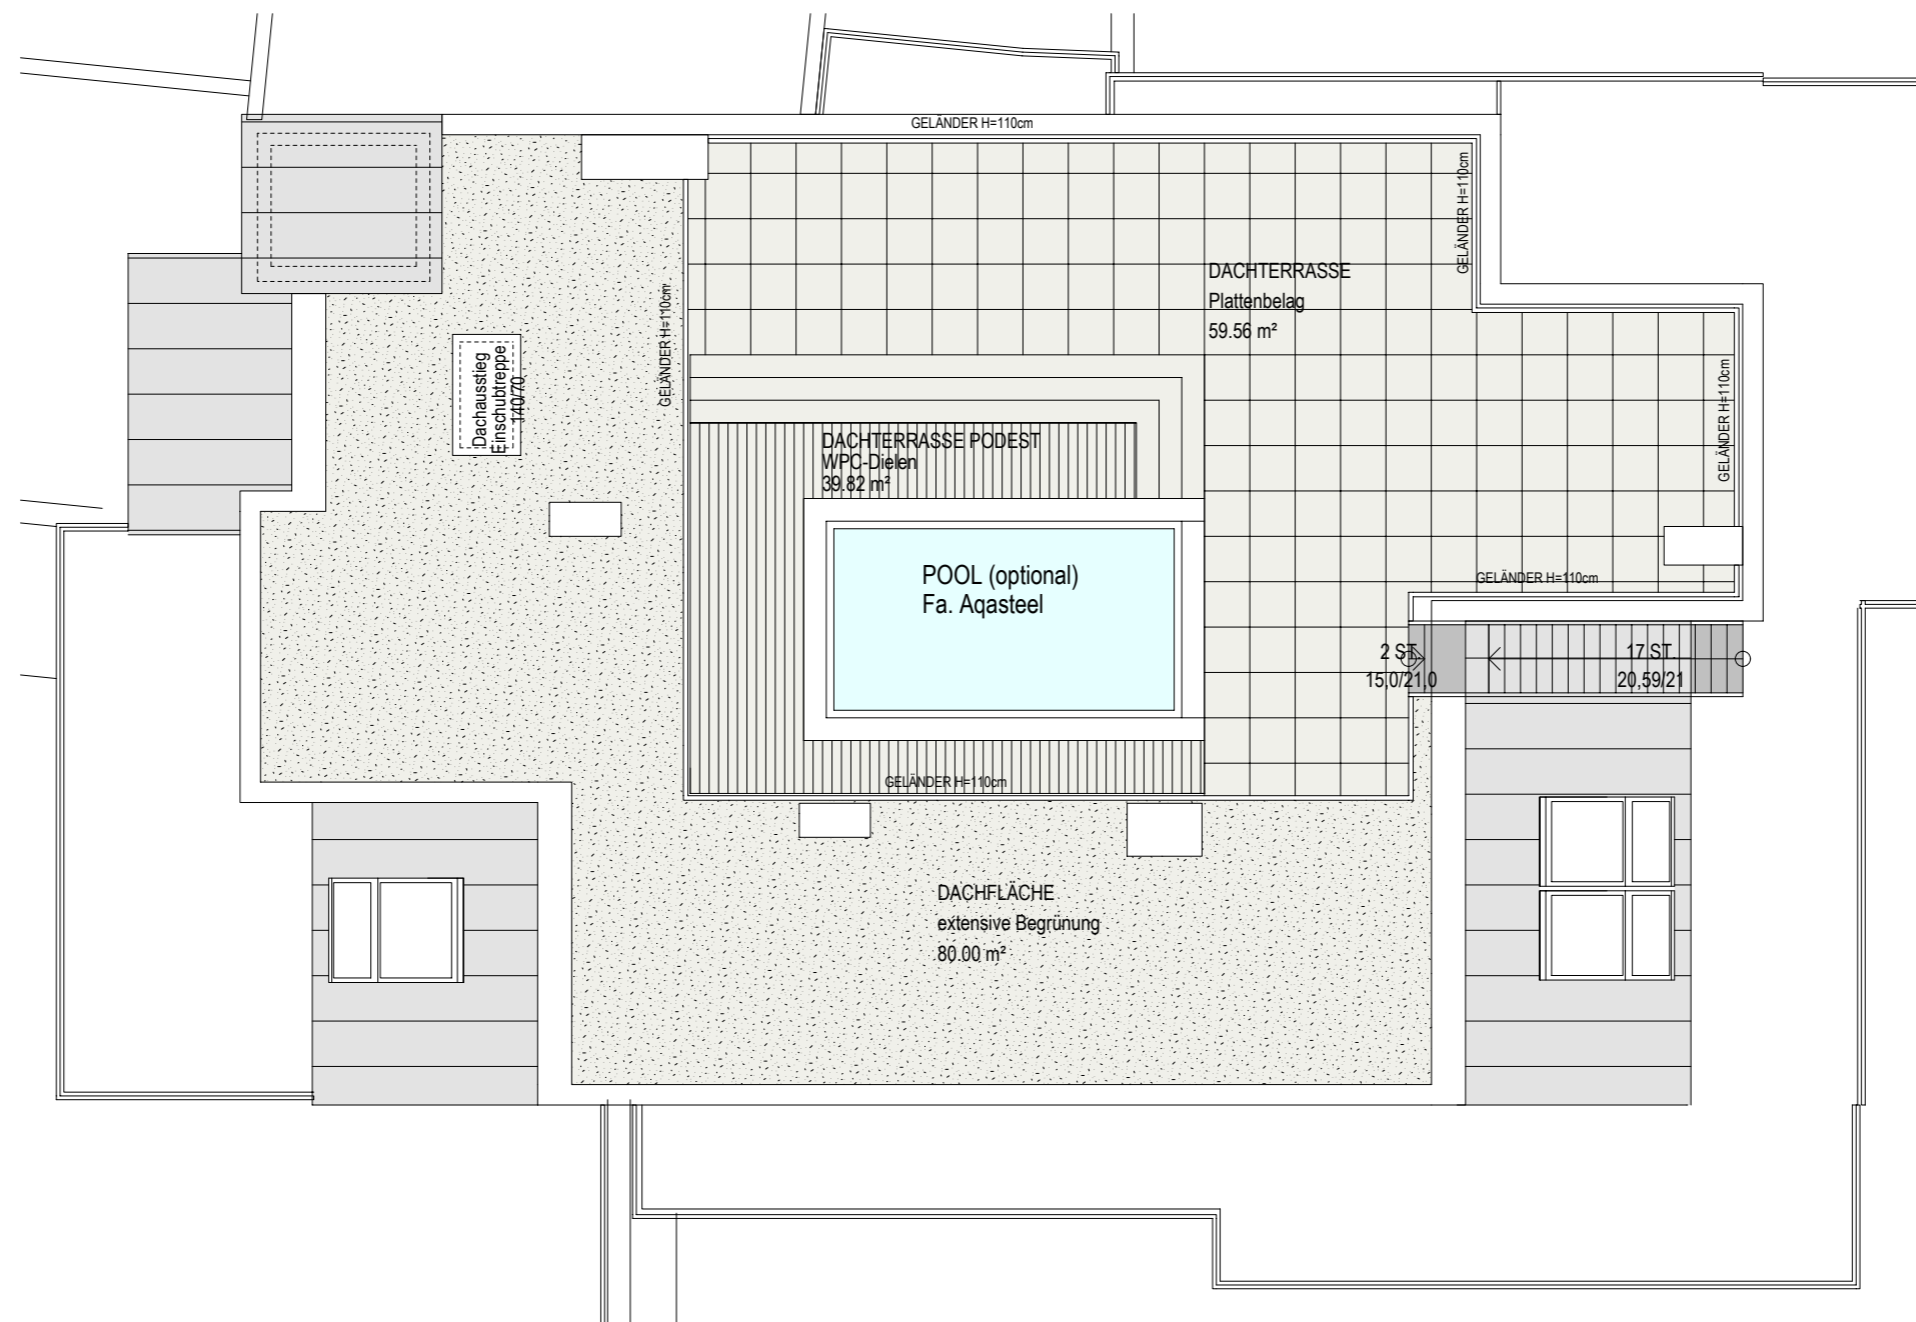 GELÄNDER H=110cm
GELÄNDER H=110cm
DACHTERRASSE
Plattenbelag
59.56 m²
GELÄNDER H=110cm
Dachausstieg
Einschubtreppe
140/70
GELÄNDER H=110cm
DACHTERRASSE PODEST
WPC-Dielen
39.82 m²
POOL (optional)
Fa. Aqasteel
GELÄNDER H=110cm
2 ST.
15,0/21,0
17 ST.
20,59/21
GELÄNDER H=110cm
DACHFLÄCHE
extensive Begrünung
80.00 m²